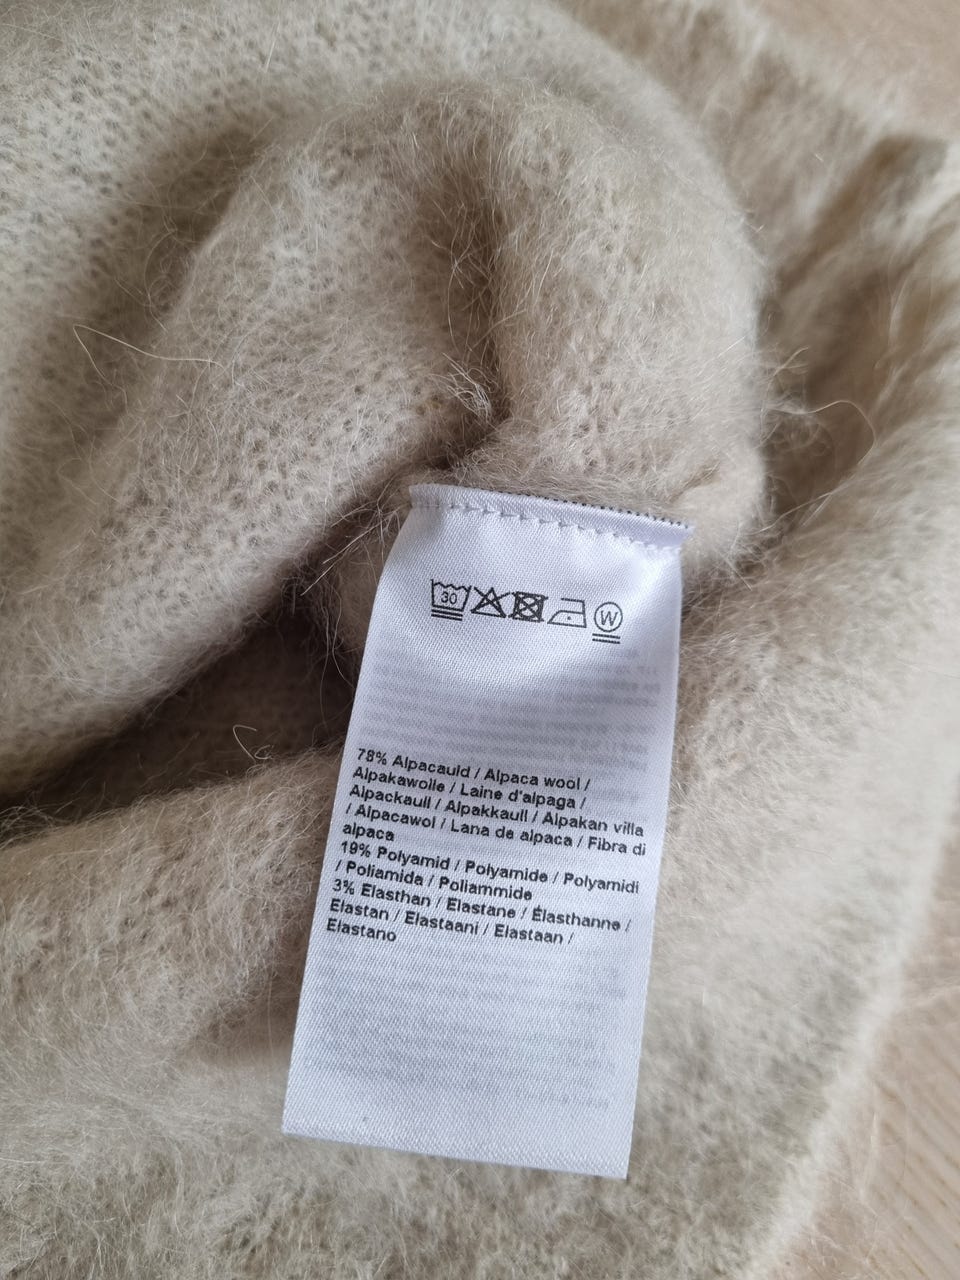 30 W
78% Alpacauld / Alpaca wool /
Alpakawolle / Laine d'alpaga /
Alpackaull / Alpakkaull / Alpakan villa
/ Alpacawol / Lana de alpaca / Fibra di
alpaca
19% Polyamid / Polyamide / Polyamidi
/ Poliamida / Poliammide
3% Elasthan / Elastane / Élasthanne /
Elastan / Elastaani / Elastaan /
Elastano